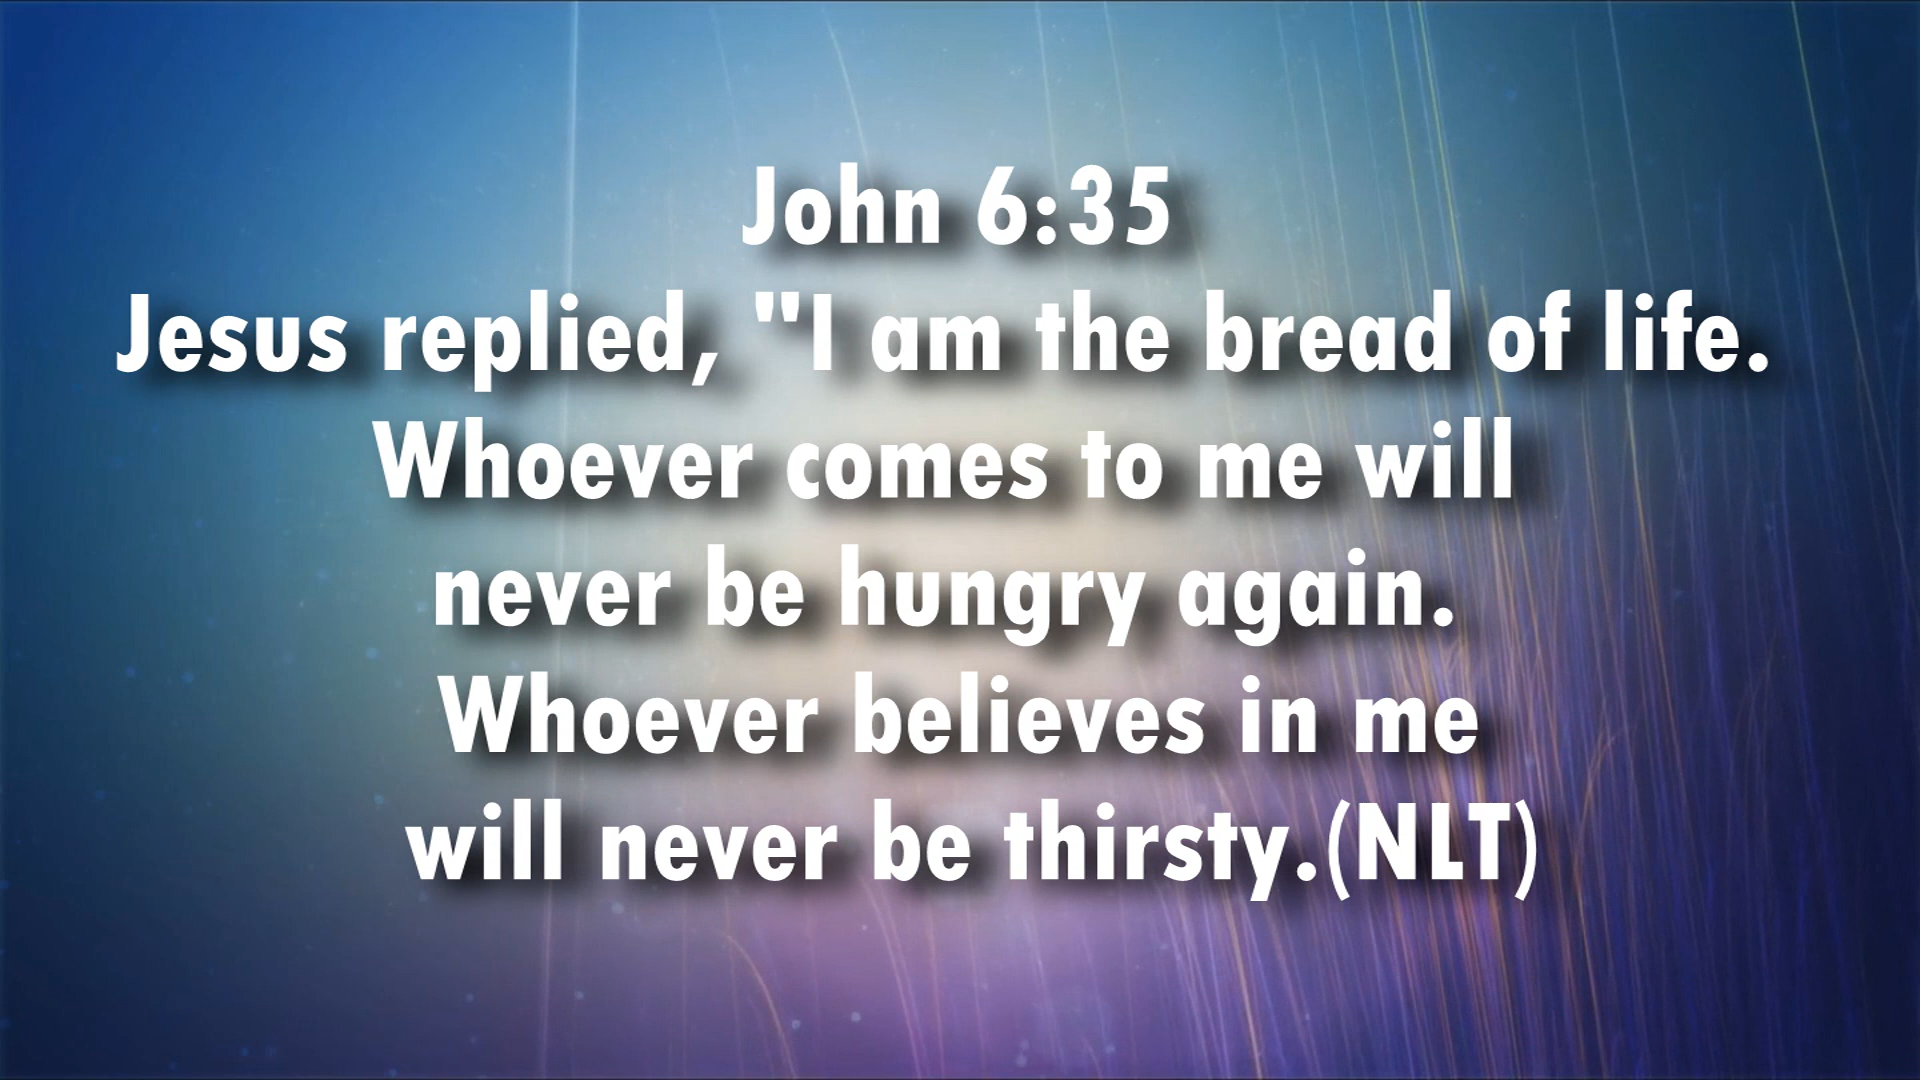 John 6:35
Jesus replied, "I am the bread of life.
Whoever comes to me will
never be hungry again.
Whoever believes in me
will never be thirsty.(NLT)